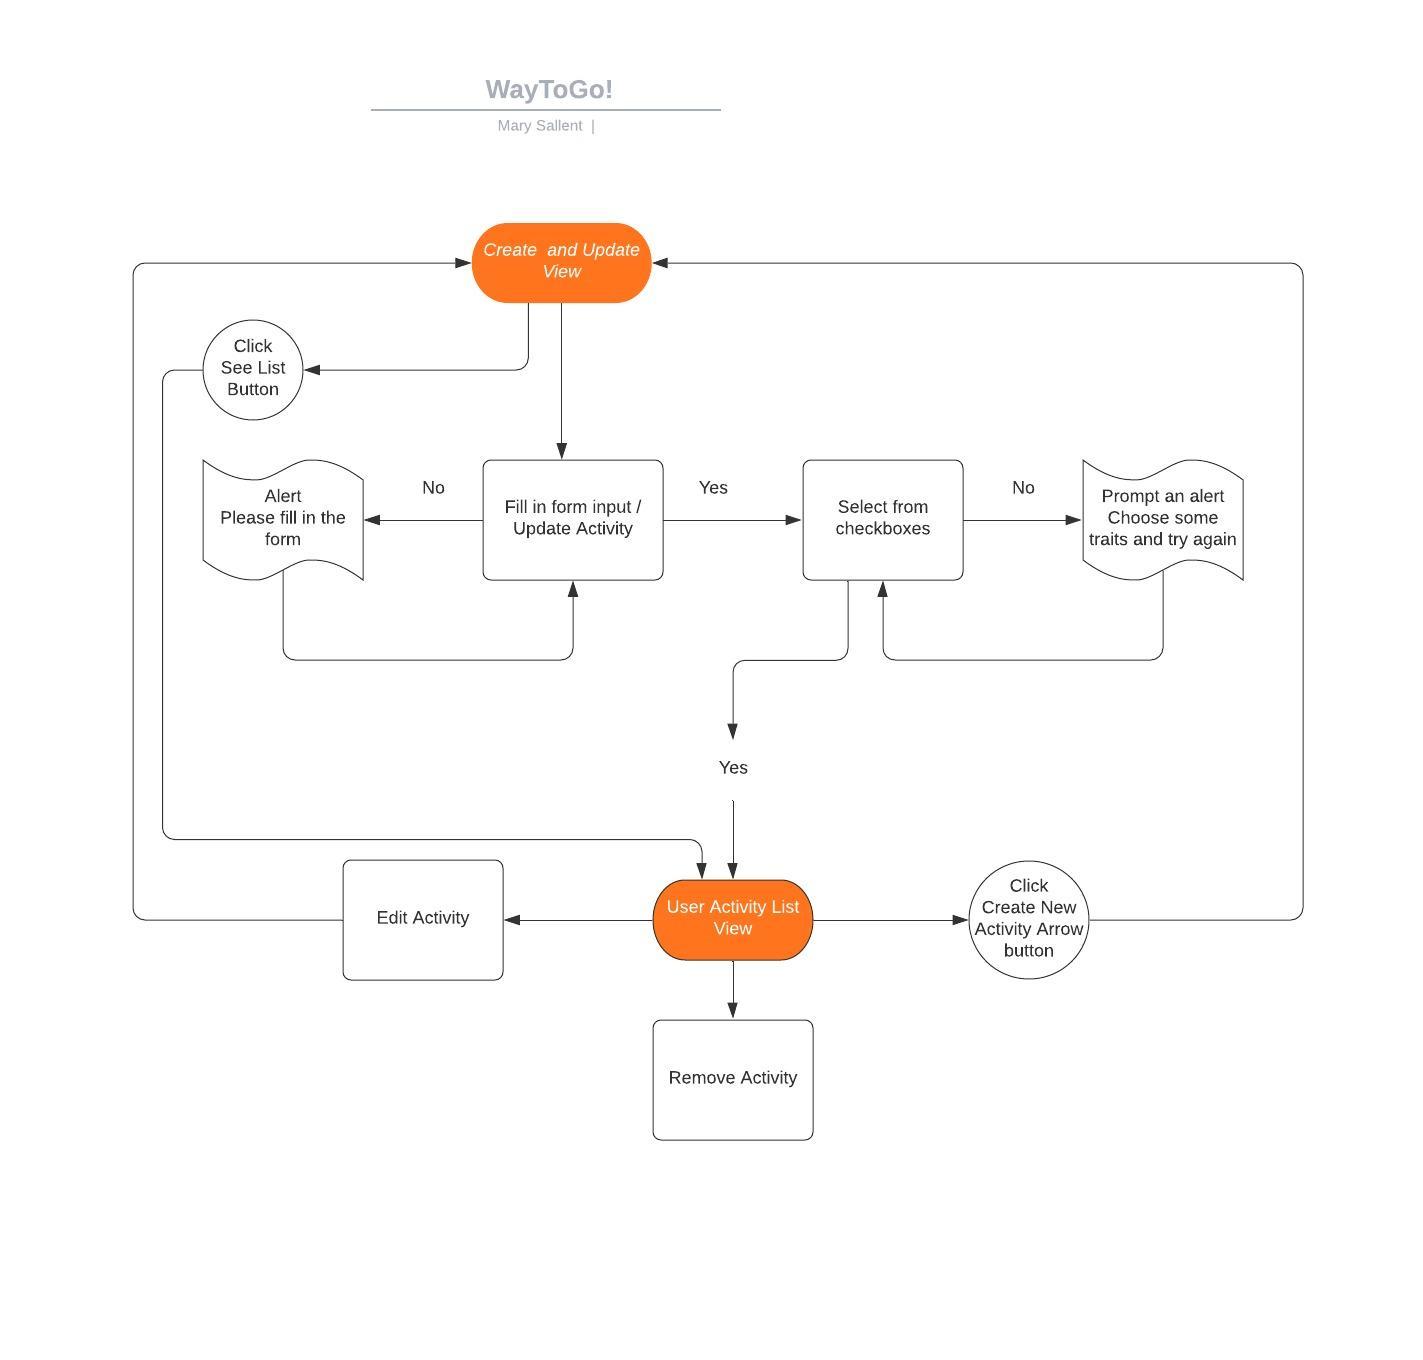 WayToGo!
Mary Sallent |
Create and Update
View
Click
See List
Button
Alert
Please fill in the
form
No
Fill in form input /
Update Activity
Yes
Select from
checkboxes
No
Prompt an alert
Choose some
traits and try again
Yes
Edit Activity
User Activity List
View
Click
Create New
Activity Arrow
button
Remove Activity